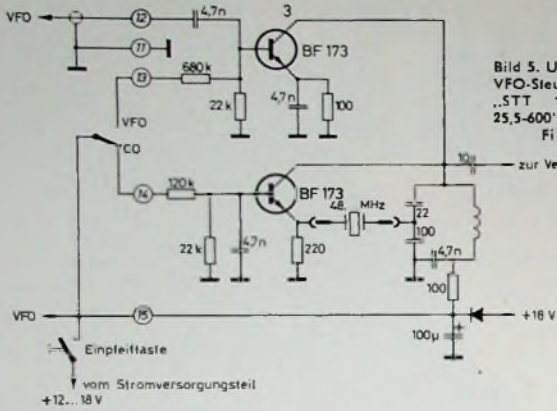 3
VFO
12
4,7n
11
BF 173
13
680k
22k
4,7n
100
VFO
CO
Bild 5. U
VFO-Steu
„STT
25,5-600"
Fi
10
zur Ve
14
120k
BF 173
48.
MHz
22
100
22k
4,7n
220
4,7n
100
VFO
15
100µ
+
+18 V
Einpfeiftaste
vom Stromversorgungsteil
+12...18 V